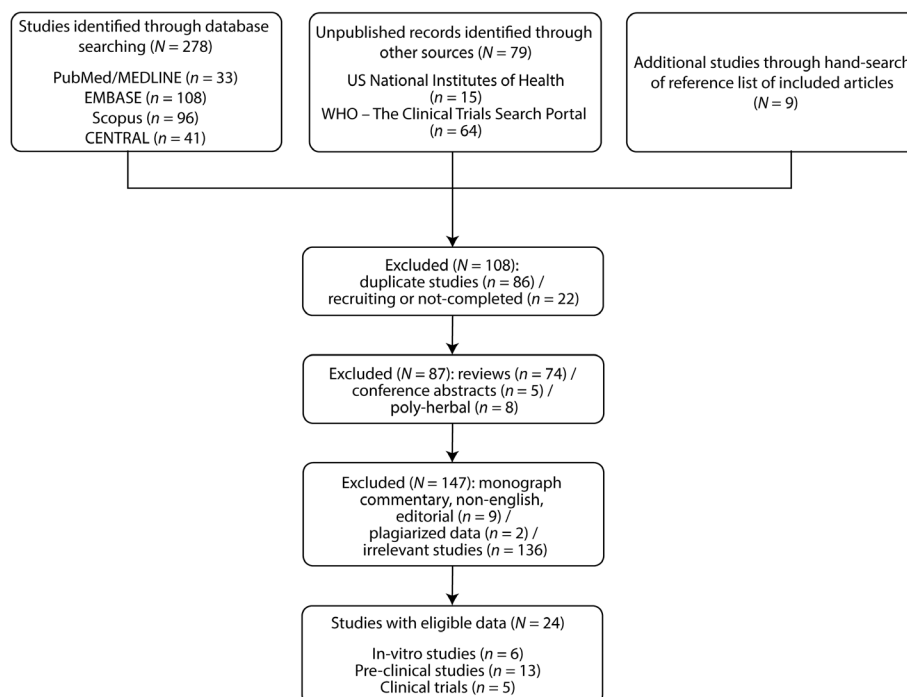 Studies identified through database
searching (N = 278)
PubMed/MEDLINE (n = 33)
EMBASE (n = 108)
Scopus (n = 96)
CENTRAL (n = 41)
Unpublished records identified through
other sources (N = 79)
US National Institutes of Health
(n = 15)
WHO – The Clinical Trials Search Portal
(n = 64)
Additional studies through hand-search
of reference list of included articles
(N = 9)
Excluded (N = 108):
duplicate studies (n = 86) /
recruiting or not-completed (n = 22)
Excluded (N = 87): reviews (n = 74) /
conference abstracts (n = 5) /
poly-herbal (n = 8)
Excluded (N = 147): monograph
commentary, non-english,
editorial (n = 9) /
plagiarized data (n = 2) /
irrelevant studies (n = 136)
Studies with eligible data (N = 24)
In-vitro studies (n = 6)
Pre-clinical studies (n = 13)
Clinical trials (n = 5)